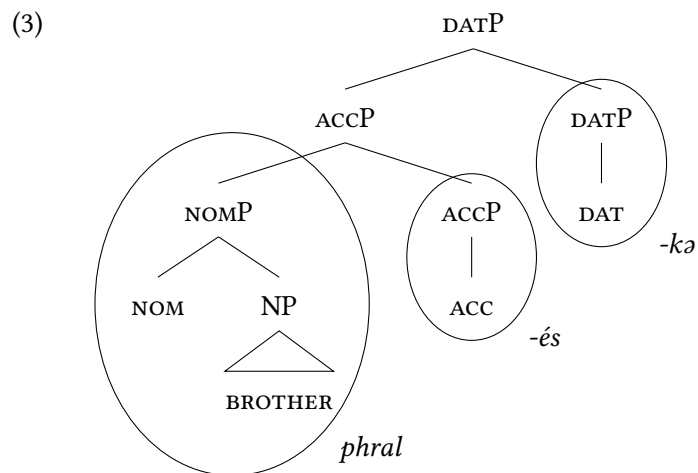 (3)
DATP
ACCP DATP
NOMP ACCP DAT
-kə
NOM NP ACC
-és
BROTHER
phral